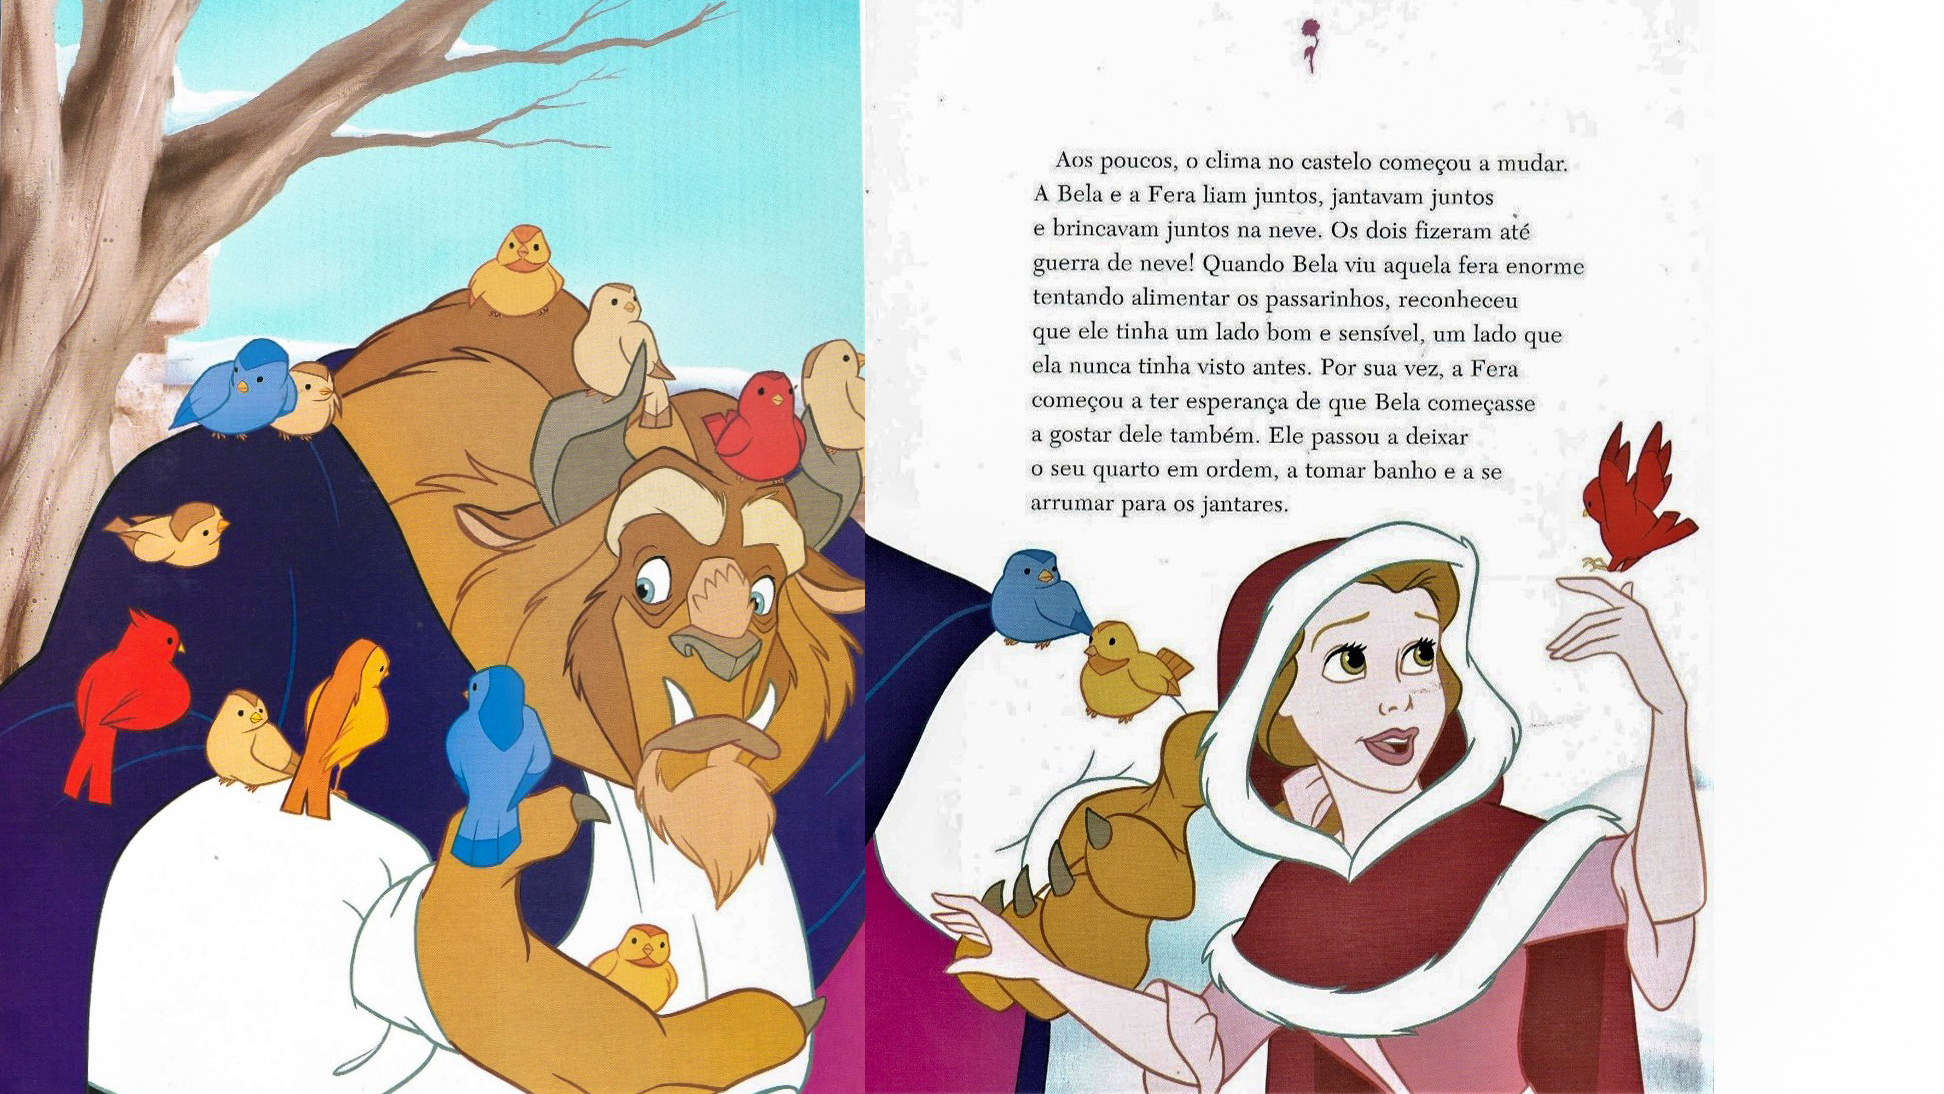 Aos poucos, o clima no castelo começou a mudar.
A Bela e a Fera liam juntos, jantavam juntos
e brincavam juntos na neve. Os dois fizeram até
guerra de neve! Quando Bela viu aquela fera enorme
tentando alimentar os passarinhos, reconheceu
que ele tinha um lado bom e sensível, um lado que
ela nunca tinha visto antes. Por sua vez, a Fera
começou a ter esperança de que Bela começasse
a gostar dele também. Ele passou a deixar
o seu quarto em ordem, a tomar banho e a se
arrumar para os jantares.